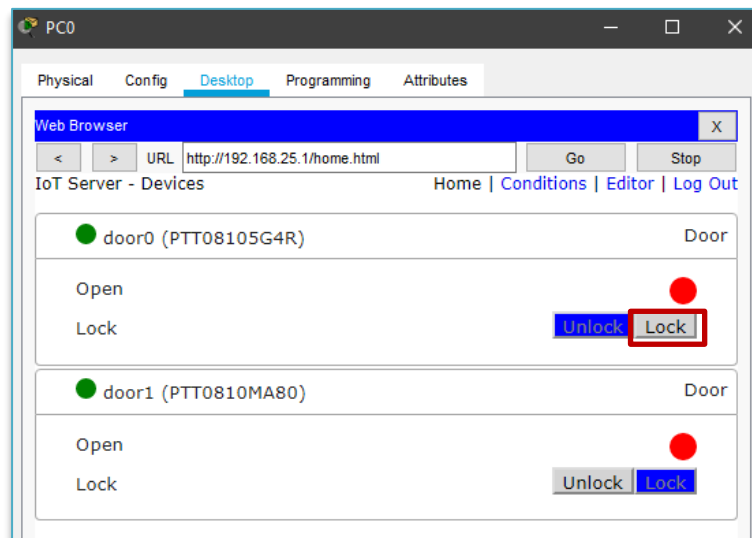 PC0
Physical Config Desktop Programming Attributes
Web Browser X
< > URL http://192.168.25.1/home.html Go Stop
IoT Server - Devices Home | Conditions | Editor | Log Out
door0 (PTT08105G4R) Door
Open
Lock Unlock Lock
door1 (PTT0810MA80) Door
Open
Lock Unlock Lock